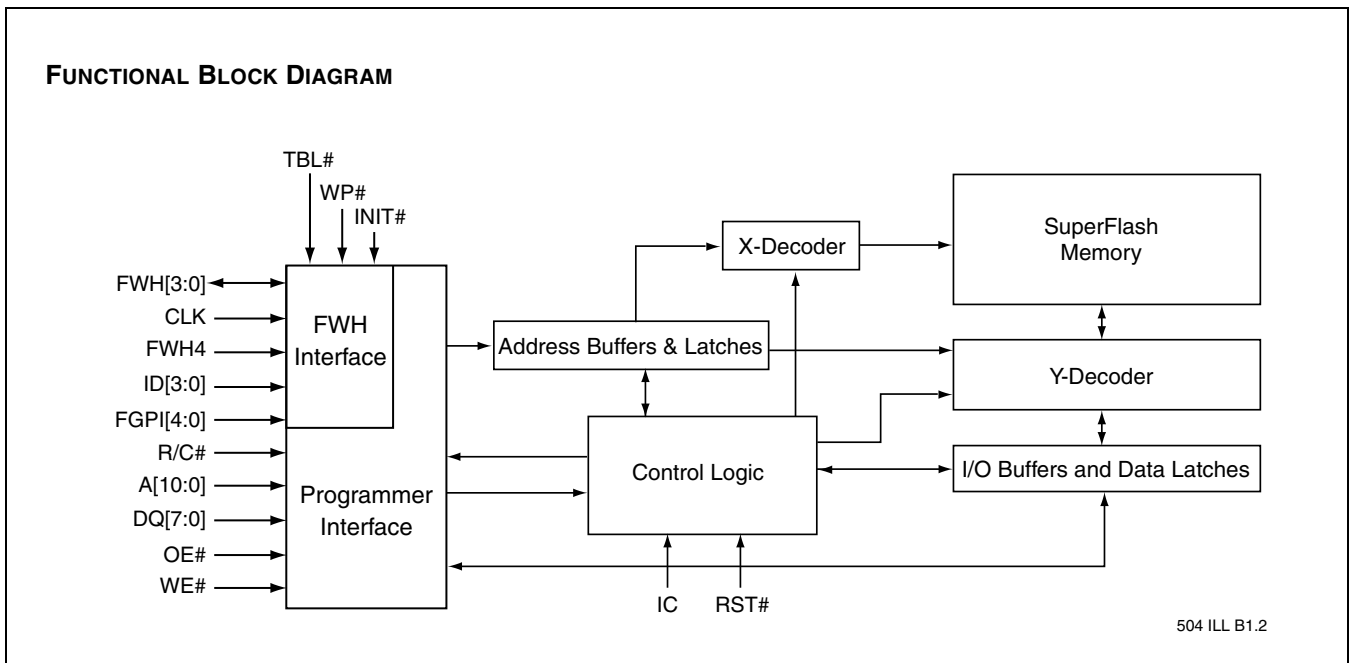 FUNCTIONAL BLOCK DIAGRAM
TBL#
WP#
INIT#
FWH[3:0]
CLK
FWH4
ID[3:0]
FGPI[4:0]
R/C#
A[10:0]
DQ[7:0]
OE#
WE#
FWH
Interface
Programmer
Interface
Address Buffers & Latches
X-Decoder
Control Logic
IC
RST#
SuperFlash
Memory
Y-Decoder
I/O Buffers and Data Latches
504 ILL B1.2